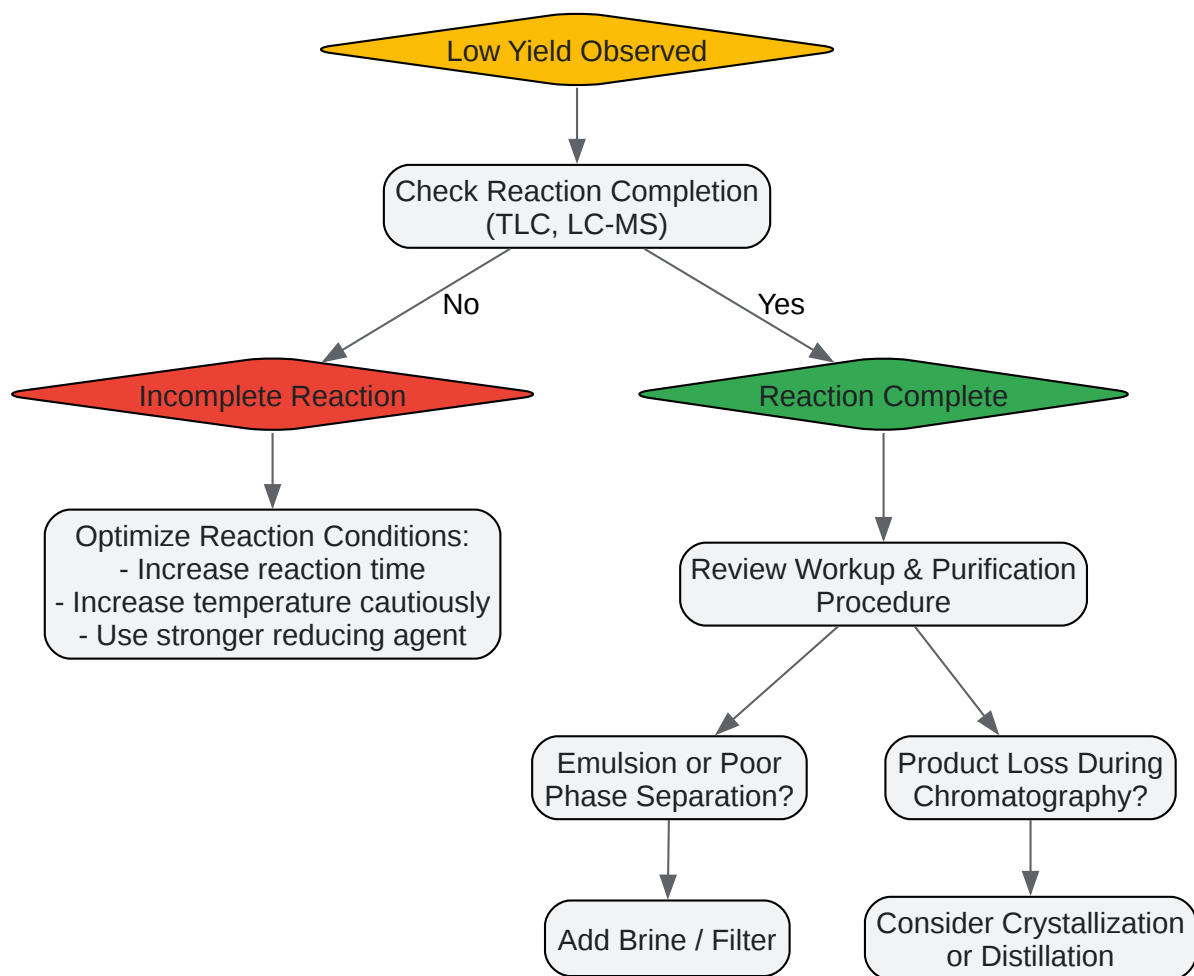 Low Yield Observed
Check Reaction Completion
(TLC, LC-MS)
No
Yes
Incomplete Reaction
Reaction Complete
Optimize Reaction Conditions:
- Increase reaction time
- Increase temperature cautiously
- Use stronger reducing agent
Review Workup & Purification
Procedure
Emulsion or Poor
Phase Separation?
Product Loss During
Chromatography?
Add Brine / Filter
Consider Crystallization
or Distillation